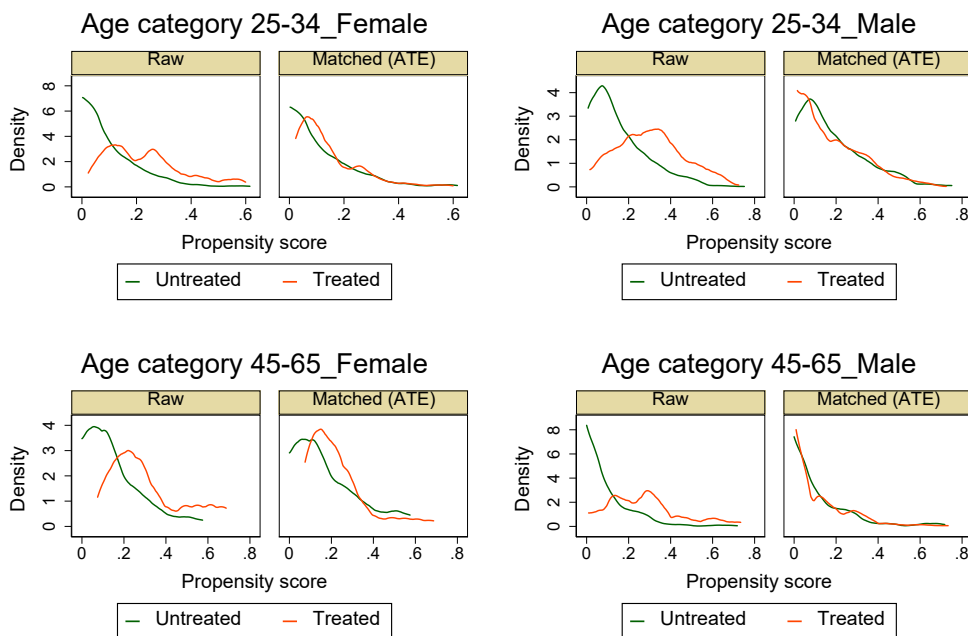 Age category 25-34_Female
Raw
Matched (ATE)
Density
0 2 4 6 8
0 .2 .4 .6
0 .2 .4 .6
Propensity score
Untreated Treated
Age category 25-34_Male
Raw
Matched (ATE)
Density
0 1 2 3 4
0 .2 .4 .6 .8
0 .2 .4 .6 .8
Propensity score
Untreated Treated
Age category 45-65_Female
Raw
Matched (ATE)
Density
0 1 2 3 4
0 .2 .4 .6 .8
0 .2 .4 .6 .8
Propensity score
Untreated Treated
Age category 45-65_Male
Raw
Matched (ATE)
Density
0 2 4 6 8
0 .2 .4 .6 .8
0 .2 .4 .6 .8
Propensity score
Untreated Treated